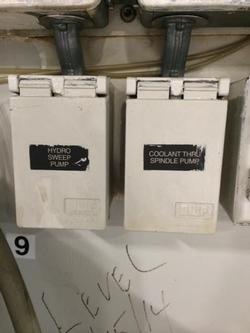 HYDRO
SWEEP
PUMP
COOLANT THRU
SPINDLE PUMP
9
LEVEL